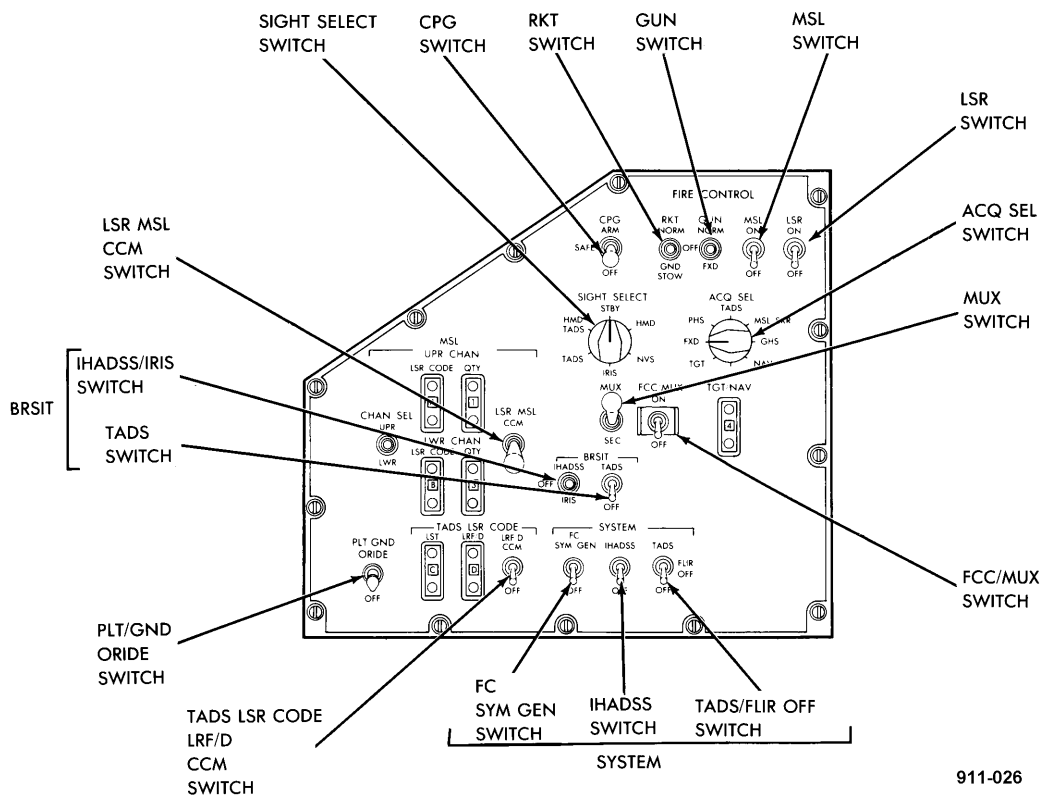 SIGHT SELECT
SWITCH
CPG
SWITCH
RKT
SWITCH
GUN
SWITCH
MSL
SWITCH
LSR
SWITCH
ACQ SEL
SWITCH
MUX
SWITCH
FCC/MUX
SWITCH
LSR MSL
CCM
SWITCH
BRSIT
IHADSS/IRIS
SWITCH
TADS
SWITCH
PLT/GND
ORIDE
SWITCH
TADS LSR CODE
LRF/D
CCM
SWITCH
FC
SYM GEN
SWITCH
IHADSS
SWITCH
TADS/FLIR OFF
SWITCH
SYSTEM
FIRE CONTROL
CPG
ARM
SAFE
OFF
RKT
NORM
OFF
GND
STOW
GUN
NORM
FXD
MSL
ON
OFF
LSR
ON
OFF
SIGHT SELECT
STBY
HMD
TADS
HMD
TADS
NVS
IRIS
ACQ SEL
TADS
PHS
MSL SKR
FXD
GHS
TGT
NAV
MSL
UPR CHAN
LSR CODE
QTY
1
CHAN SEL
UPR
LWR
LWR CHAN
LSR CODE
QTY
B
3
LSR MSL
CCM
MUX
SEC
FCC MUX
ON
OFF
TGT NAV
4
BRSIT
IHADSS
OFF
IRIS
TADS
OFF
PLT GND
ORIDE
OFF
TADS LSR CODE
LST
C
LRF D
D
LRF D
CCM
OFF
SYSTEM
FC
SYM GEN
OFF
IHADSS
OFF
TADS
FLIR
OFF
OFF
911-026